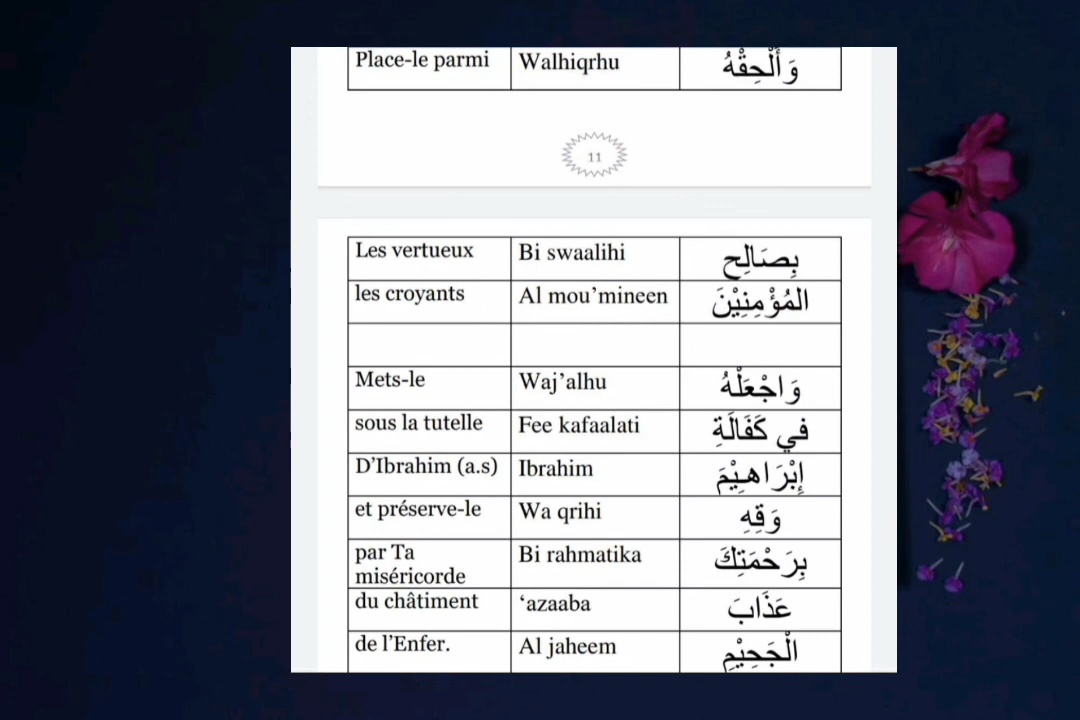 Place-le parmi Walhiqrhu وَأَلْحِقْهُ
11
Les vertueux Bi swaalihi بِصَالِحِ
les croyants Al mou’mineen المُؤْمِنِيْنَ
Mets-le Waj’alhu وَاجْعَلْهُ
sous la tutelle Fee kafaalati في كَفَالَةِ
D’Ibrahim (a.s) Ibrahim إِبْرَاهِيْمَ
et préserve-le Wa qrihi وَقِهِ
par Ta Bi rahmatika بِرَحْمَتِكَ
miséricorde
du châtiment ‘azaaba عَذَابَ
de l’Enfer. Al jaheem الْجَحِيْمِ